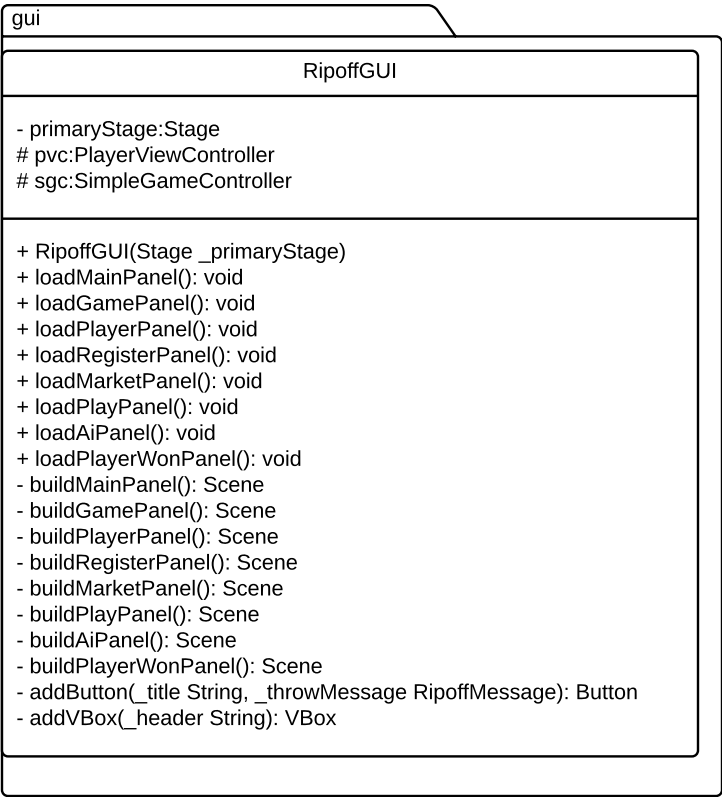 gui
RipoffGUI
- primaryStage:Stage
# pvc:PlayerViewController
# sgc:SimpleGameController
+ RipoffGUI(Stage _primaryStage)
+ loadMainPanel(): void
+ loadGamePanel(): void
+ loadPlayerPanel(): void
+ loadRegisterPanel(): void
+ loadMarketPanel(): void
+ loadPlayPanel(): void
+ loadAiPanel(): void
+ loadPlayerWonPanel(): void
- buildMainPanel(): Scene
- buildGamePanel(): Scene
- buildPlayerPanel(): Scene
- buildRegisterPanel(): Scene
- buildMarketPanel(): Scene
- buildPlayPanel(): Scene
- buildAiPanel(): Scene
- buildPlayerWonPanel(): Scene
- addButton(_title String, _throwMessage RipoffMessage): Button
- addVBox(_header String): VBox